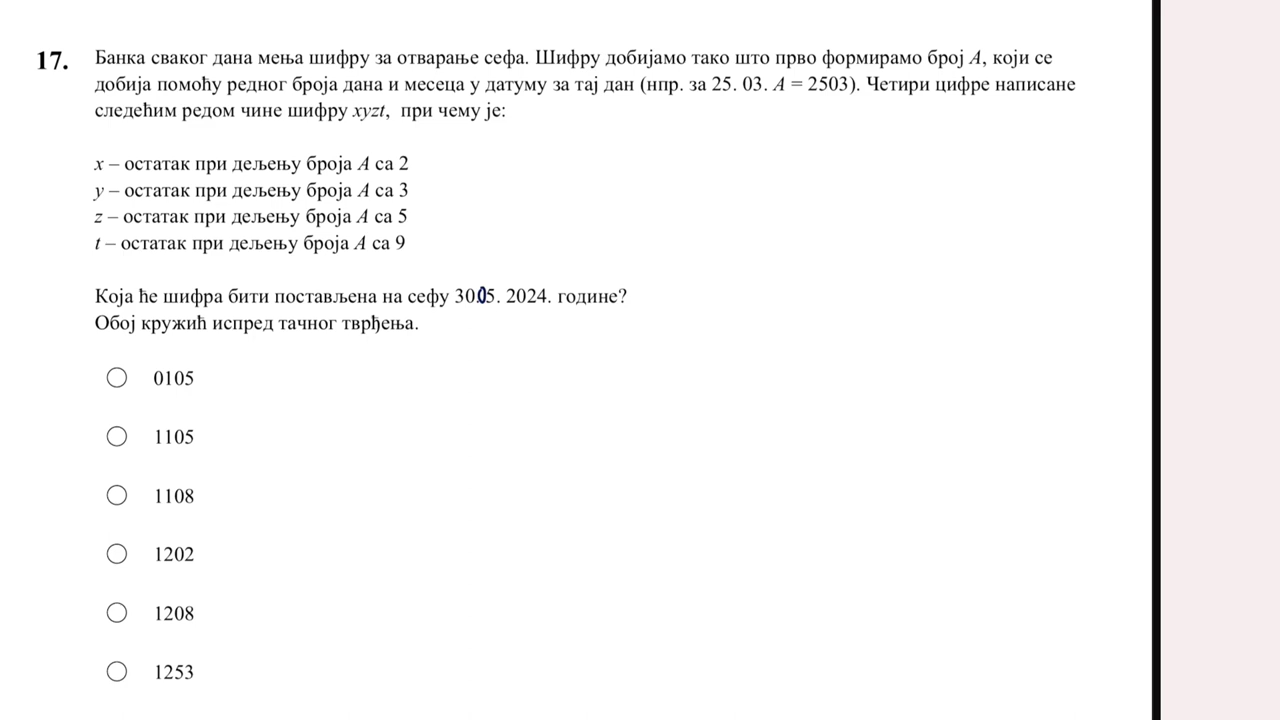 17. Банка сваког дана мења шифру за отварање сефа. Шифру добијамо тако што прво формирамо број A, који се
добија помоћу редног броја дана и месеца у датуму за тај дан (нпр. за 25. 03. A = 2503). Четири цифре написане
следећим редом чине шифру xyzt, при чему је:
x – остатак при дељењу броја A са 2
y – остатак при дељењу броја A са 3
z – остатак при дељењу броја A са 5
t – остатак при дељењу броја A са 9
Која ће шифра бити постављена на сефу 30.05. 2024. године?
Обој кружић испред тачног тврђења.
0105
1105
1108
1202
1208
1253